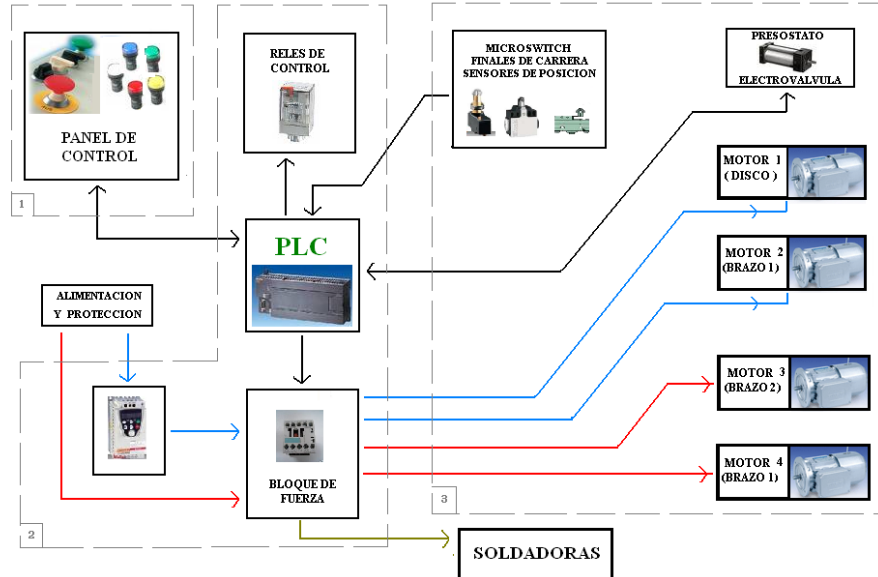 PANEL DE
CONTROL
1
RELES DE
CONTROL
MICROSWITCH
FINALES DE CARRERA
SENSORES DE POSICION
PRESOSTATO
ELECTROVALVULA
MOTOR 1
( DISCO )
MOTOR 2
(BRAZO 1)
PLC
ALIMENTACION
Y PROTECCION
MOTOR 3
(BRAZO 2)
MOTOR 4
(BRAZO 1)
BLOQUE DE
FUERZA
2
3
SOLDADORAS